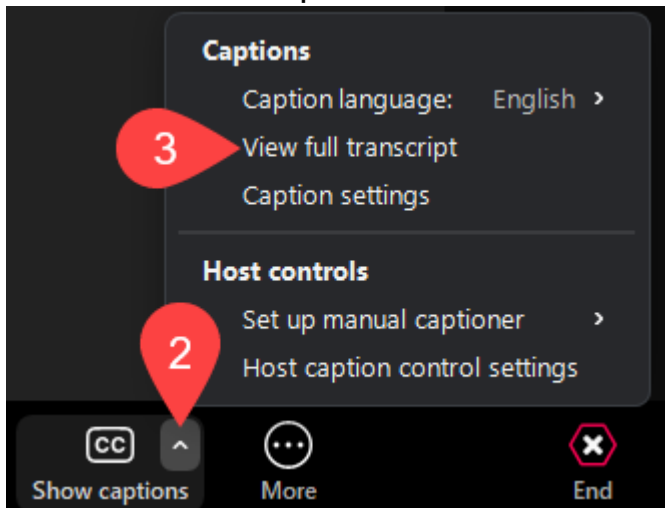 Captions
Caption language: English >
3
View full transcript
Caption settings
Host controls
Set up manual captioner >
2
Host caption control settings
CC
Show captions
More
End